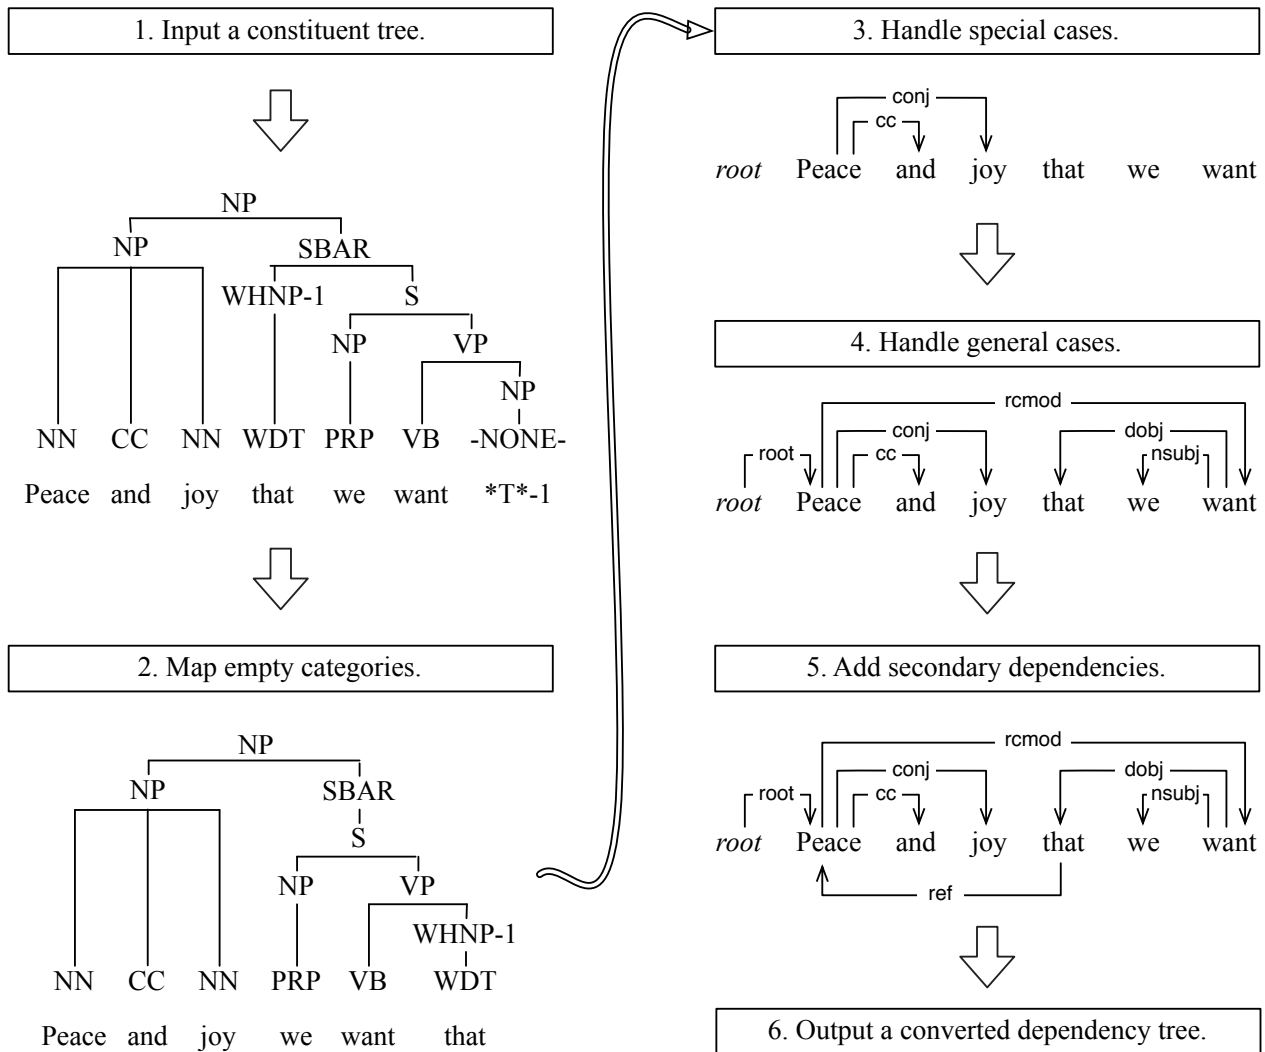 1. Input a constituent tree.
NP
NP SBAR
WHNP-1 S
NP VP
NP
NN CC NN WDT PRP VB -NONE-
Peace and joy that we want *T*-1
2. Map empty categories.
NP
NP SBAR
S
NP VP
WHNP-1
NN CC NN PRP VB WDT
Peace and joy we want that
3. Handle special cases.
conj
cc
root Peace and joy that we want
4. Handle general cases.
rcmod
conj dobj
root cc nsubj
root Peace and joy that we want
5. Add secondary dependencies.
rcmod
conj dobj
root cc nsubj
root Peace and joy that we want
ref
6. Output a converted dependency tree.